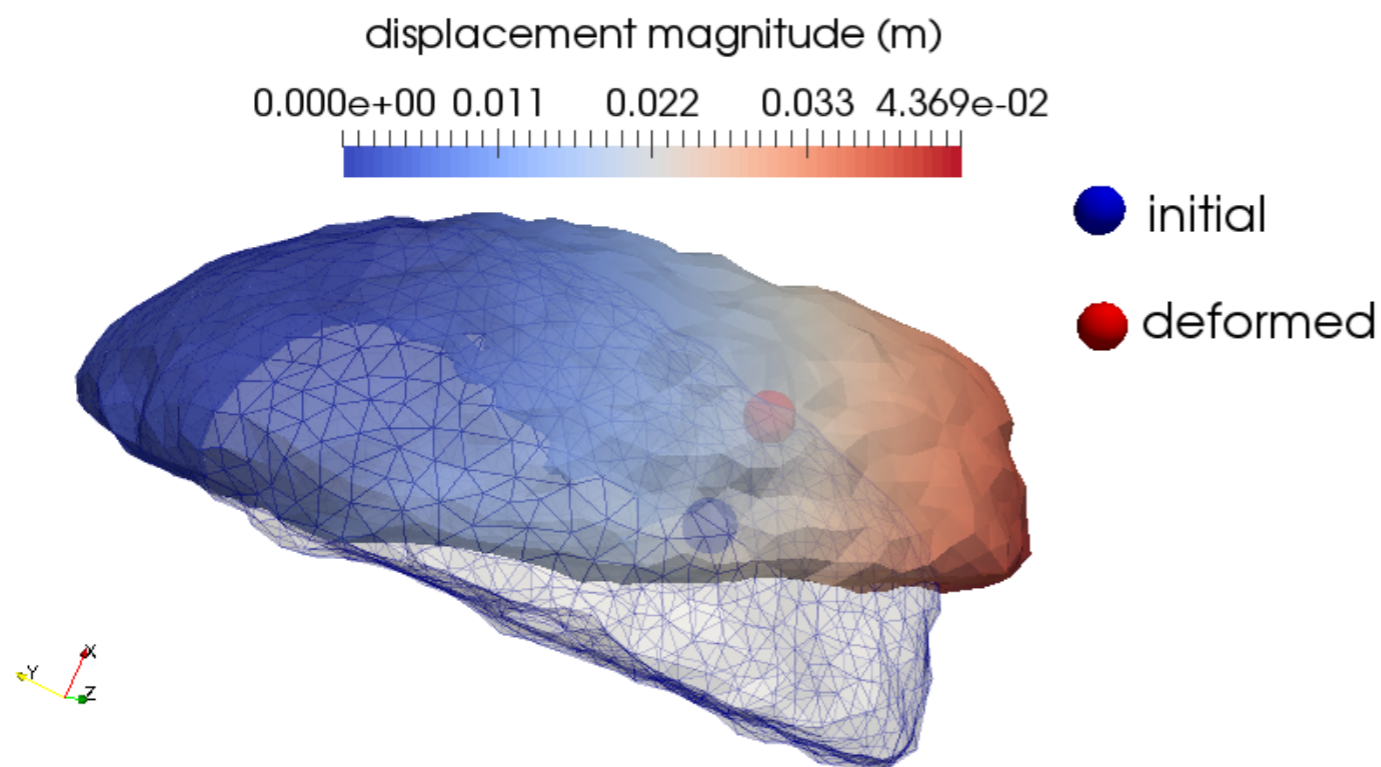 displacement magnitude (m)
0.000e+00 0.011 0.022 0.033 4.369e-02
initial
deformed
X
Y
Z